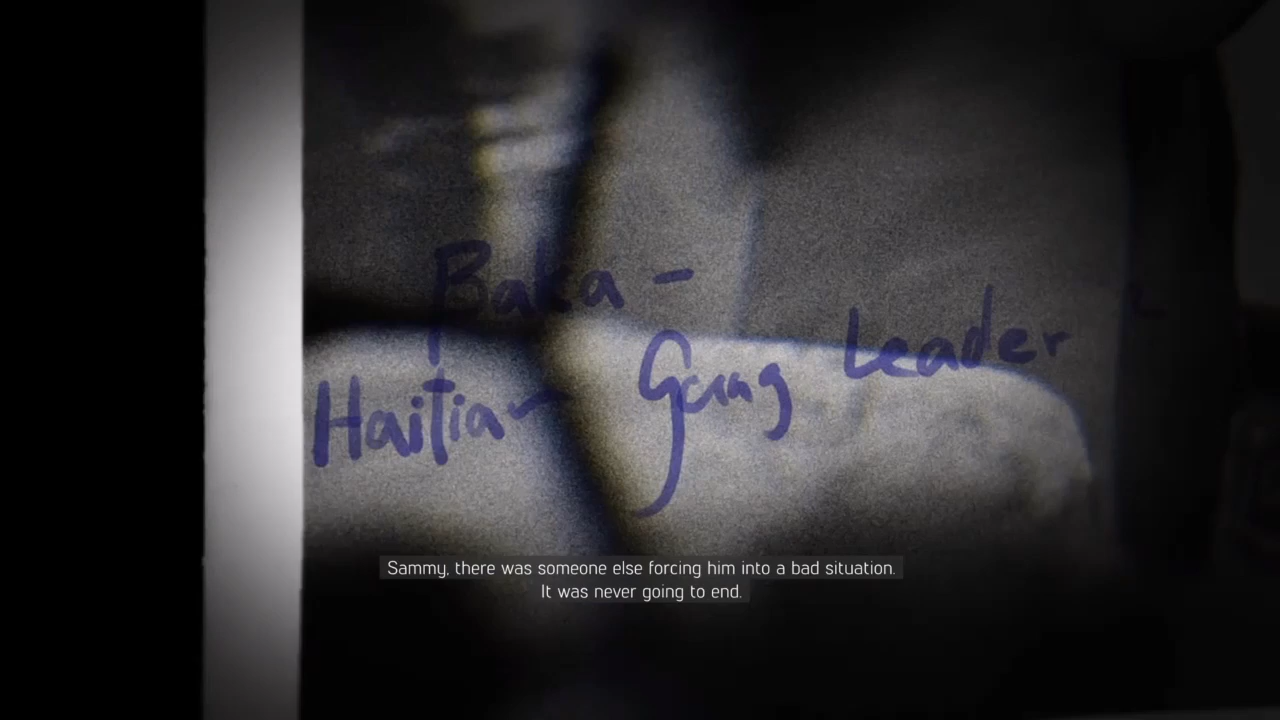 Baka -
Haitian Gang Leader
Sammy, there was someone else forcing him into a bad situation.
It was never going to end.